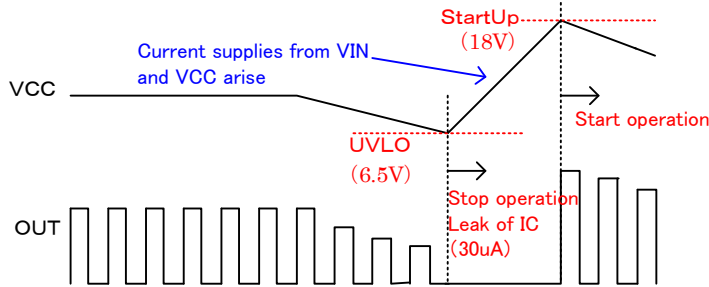 StartUp
(18V)
Current supplies from VIN
and VCC arise
VCC
Start operation
UVLO
(6.5V)
Stop operation
Leak of IC
(30uA)
OUT